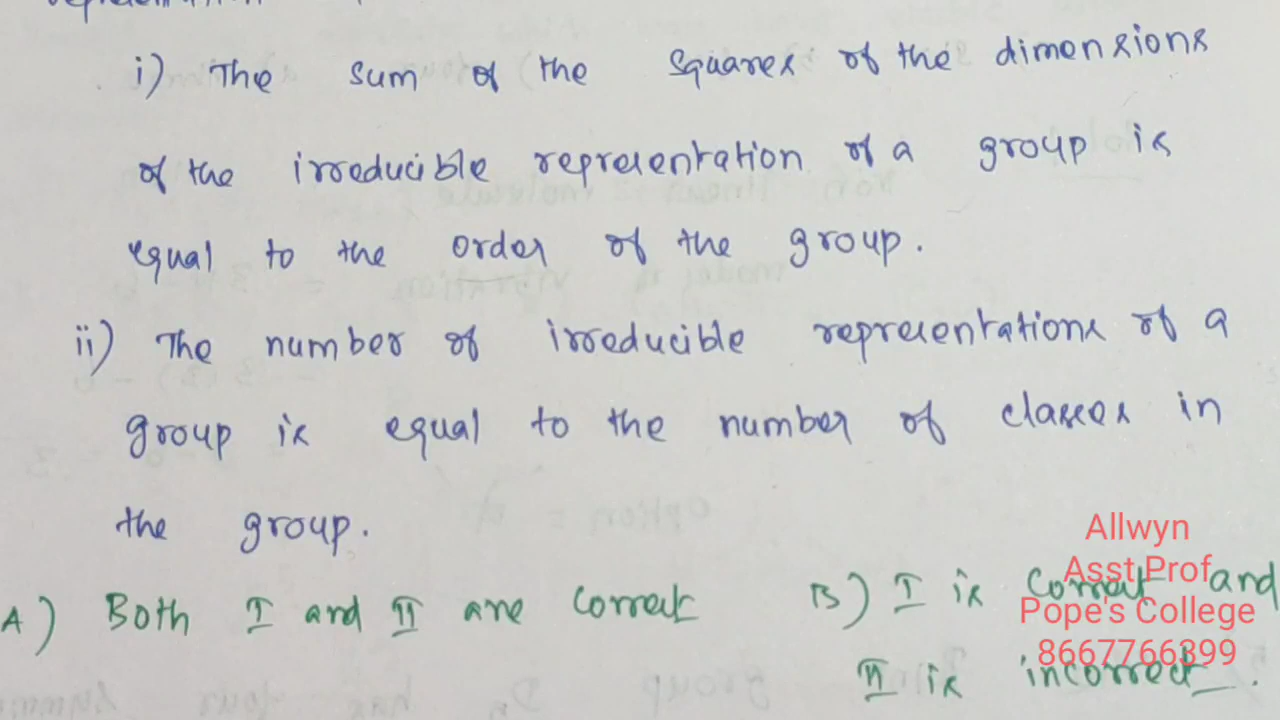 representation
i) The sum of the squares of the dimensions
of the irreducible representation of a group is
equal to the order of the group.
ii) The number of irreducible representations of a
group is equal to the number of classes in
the group.
A) Both I and II are correct B) I is correct and
II is incorrect.
Allwyn
Asst Prof
Pope's College
8667766399